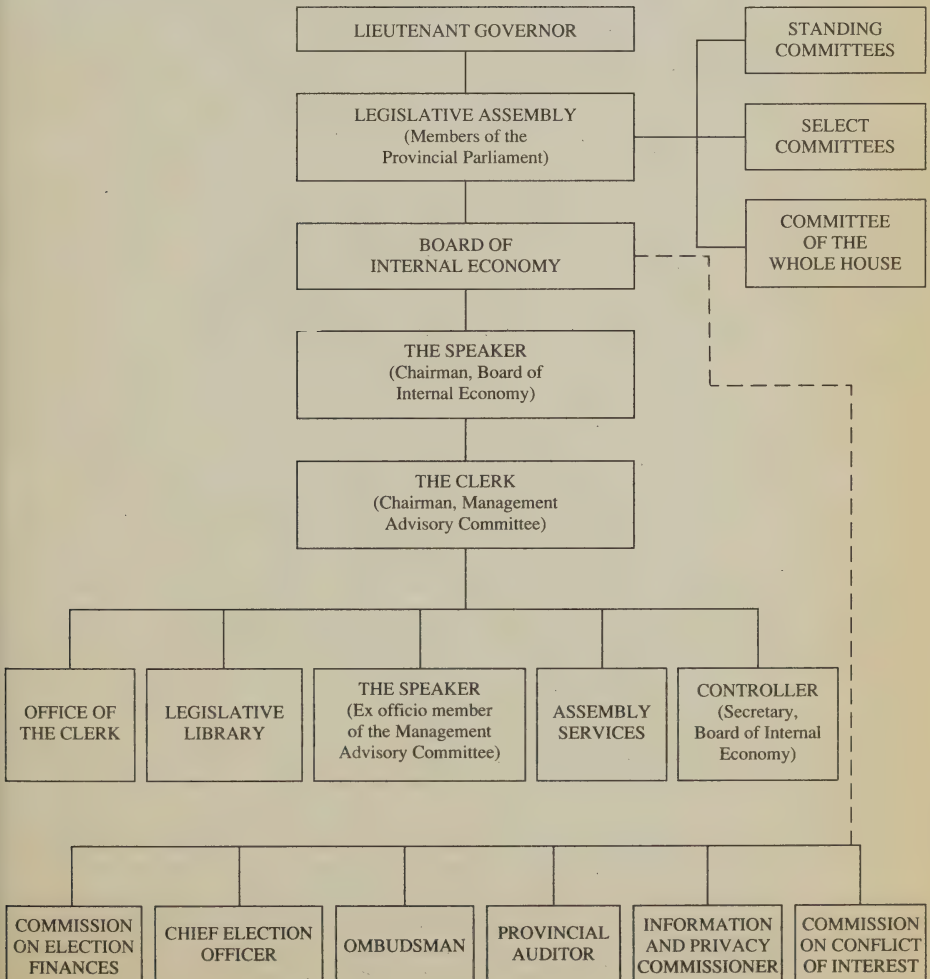 LIEUTENANT GOVERNOR
STANDING
COMMITTEES
LEGISLATIVE ASSEMBLY
(Members of the
Provincial Parliament)
SELECT
COMMITTEES
COMMITTEE
OF THE
WHOLE HOUSE
BOARD OF
INTERNAL ECONOMY
THE SPEAKER
(Chairman, Board of
Internal Economy)
THE CLERK
(Chairman, Management
Advisory Committee)
OFFICE OF
THE CLERK
LEGISLATIVE
LIBRARY
THE SPEAKER
(Ex officio member
of the Management
Advisory Committee)
ASSEMBLY
SERVICES
CONTROLLER
(Secretary,
Board of Internal
Economy)
COMMISSION
ON ELECTION
FINANCES
CHIEF ELECTION
OFFICER
OMBUDSMAN
PROVINCIAL
AUDITOR
INFORMATION
AND PRIVACY
COMMISSIONER
COMMISSION
ON CONFLICT
OF INTEREST